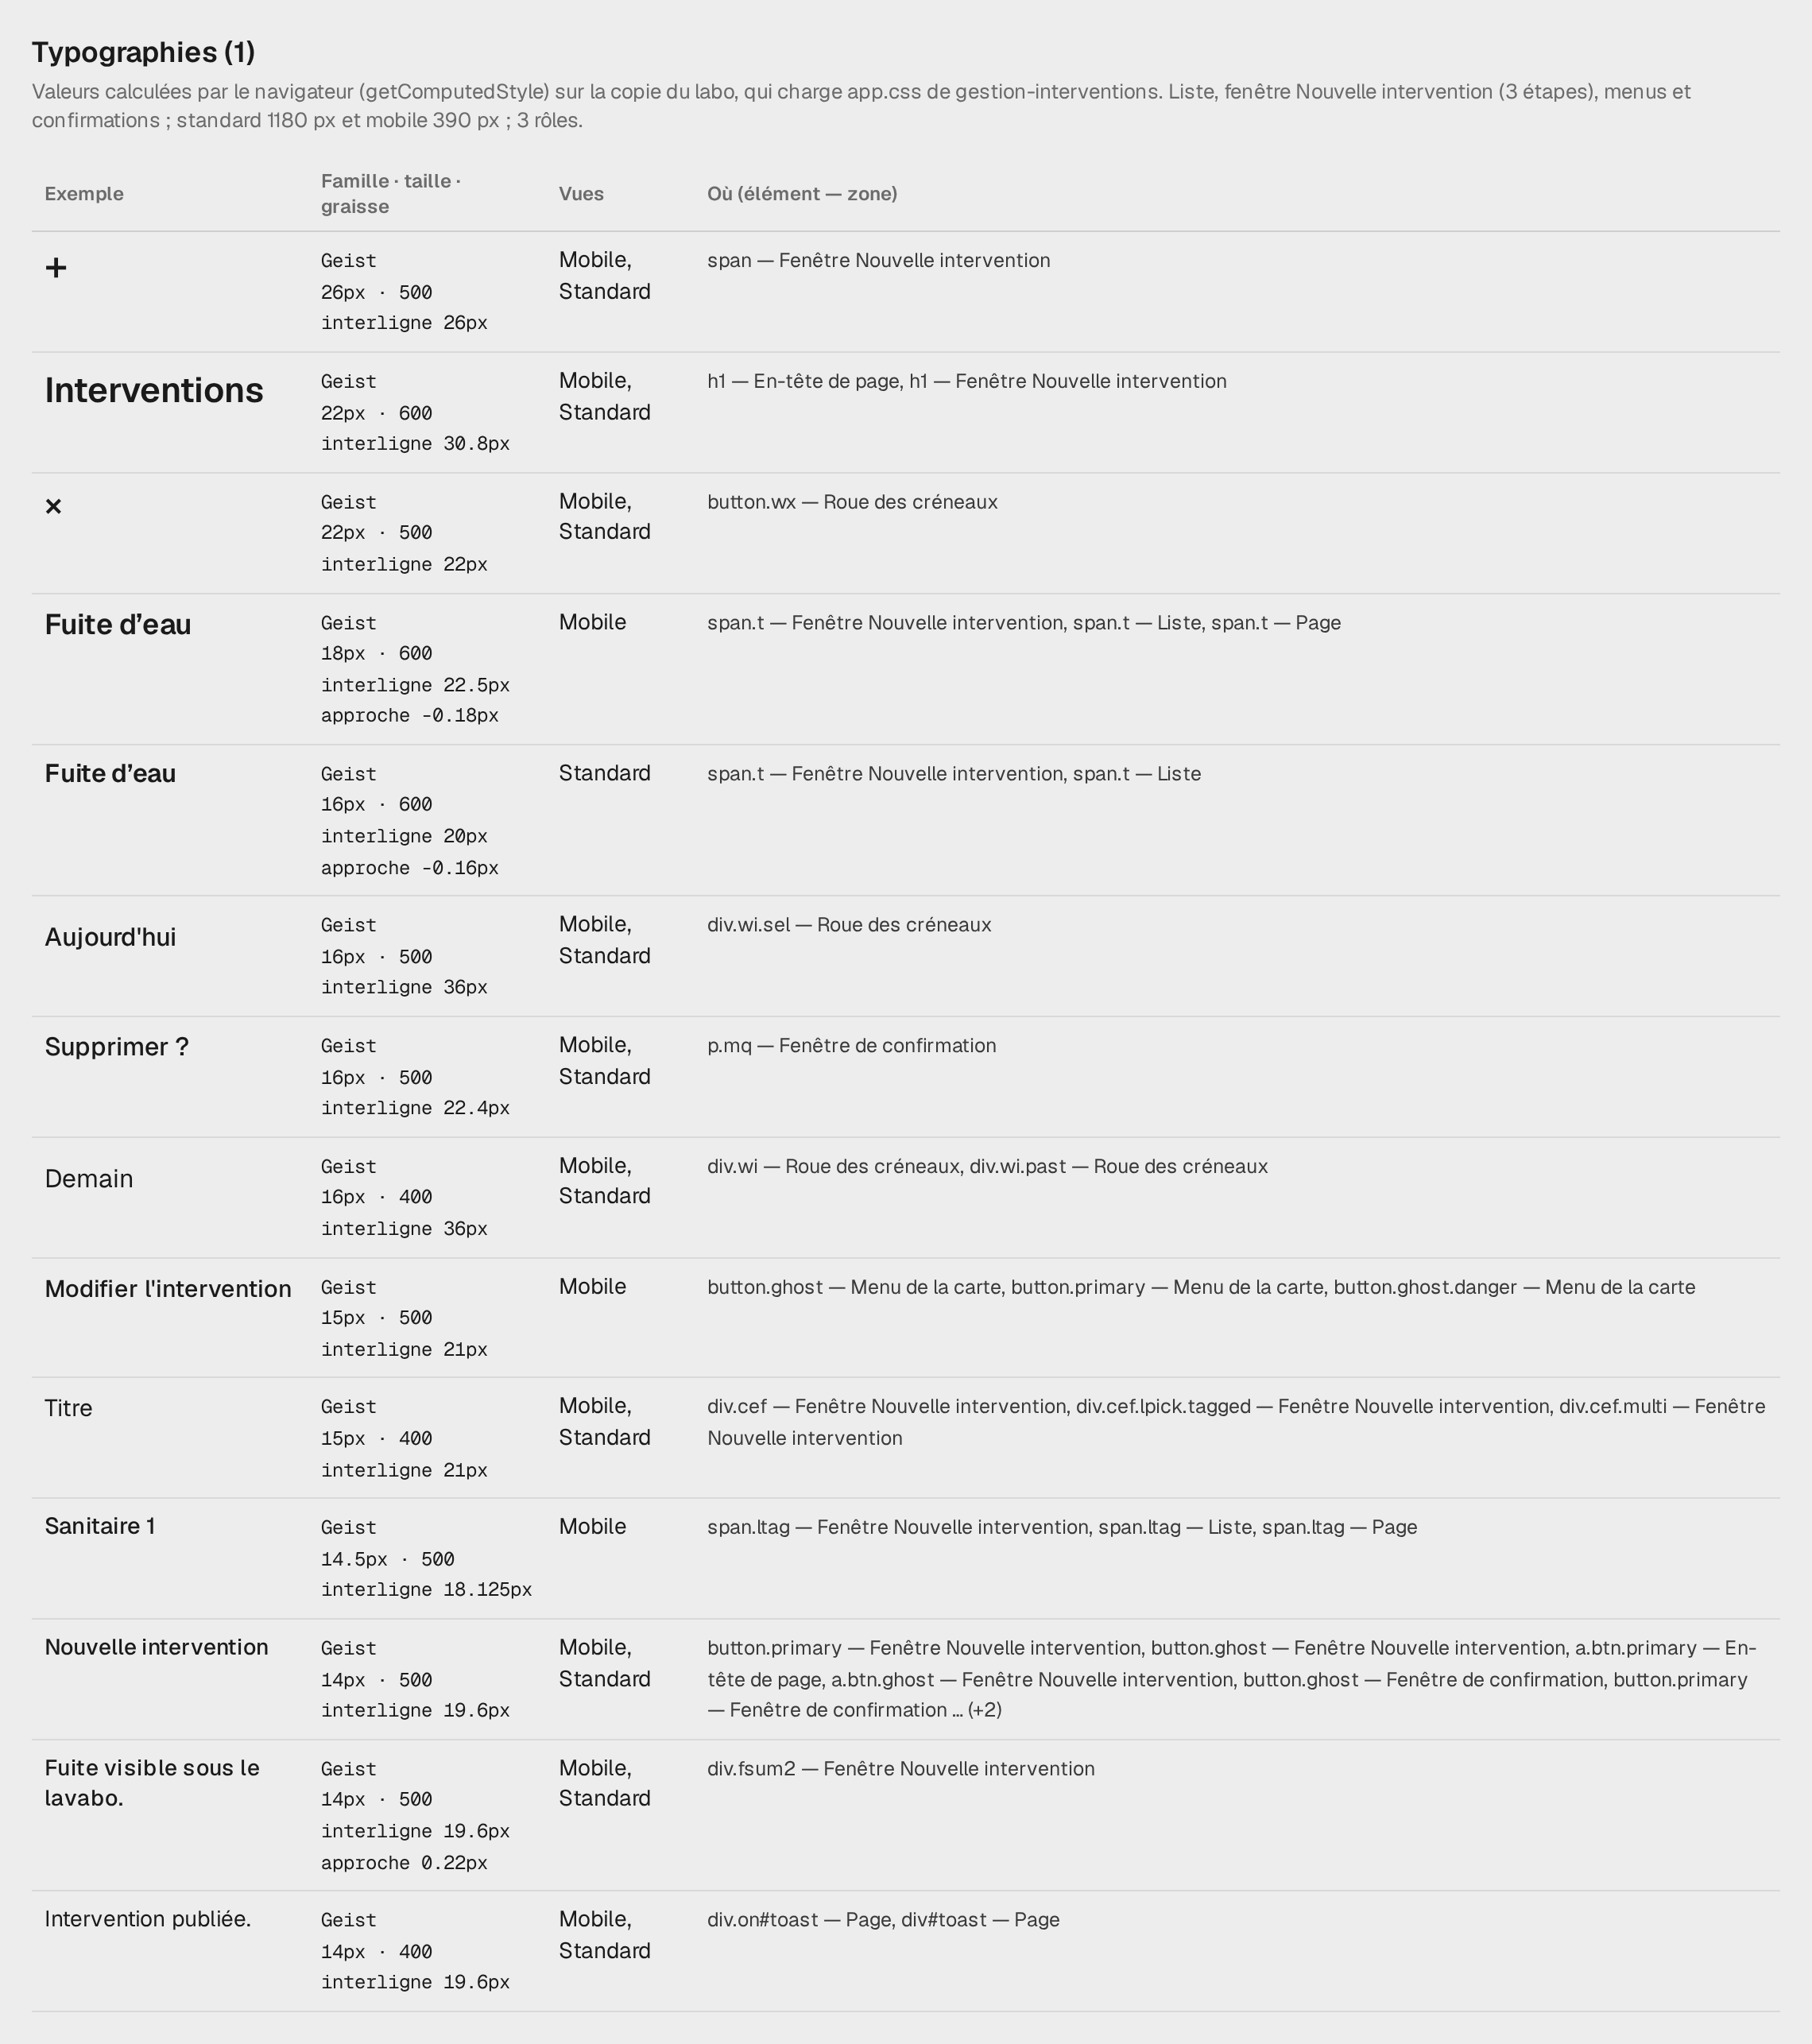 Typographies (1)
Valeurs calculées par le navigateur (getComputedStyle) sur la copie du labo, qui charge app.css de gestion-interventions. Liste, fenêtre Nouvelle intervention (3 étapes), menus et
confirmations ; standard 1180 px et mobile 390 px ; 3 rôles.
Exemple
Famille · taille ·
graisse
Vues
Où (élément — zone)
+
Geist
26px · 500
interligne 26px
Mobile,
Standard
span — Fenêtre Nouvelle intervention
Interventions
Geist
22px · 600
interligne 30.8px
Mobile,
Standard
h1 — En-tête de page, h1 — Fenêtre Nouvelle intervention
×
Geist
22px · 500
interligne 22px
Mobile,
Standard
button.wx — Roue des créneaux
Fuite d’eau
Geist
18px · 600
interligne 22.5px
approche -0.18px
Mobile
span.t — Fenêtre Nouvelle intervention, span.t — Liste, span.t — Page
Fuite d’eau
Geist
16px · 600
interligne 20px
approche -0.16px
Standard
span.t — Fenêtre Nouvelle intervention, span.t — Liste
Aujourd'hui
Geist
16px · 500
interligne 36px
Mobile,
Standard
div.wi.sel — Roue des créneaux
Supprimer ?
Geist
16px · 500
interligne 22.4px
Mobile,
Standard
p.mq — Fenêtre de confirmation
Demain
Geist
16px · 400
interligne 36px
Mobile,
Standard
div.wi — Roue des créneaux, div.wi.past — Roue des créneaux
Modifier l'intervention
Geist
15px · 500
interligne 21px
Mobile
button.ghost — Menu de la carte, button.primary — Menu de la carte, button.ghost.danger — Menu de la carte
Titre
Geist
15px · 400
interligne 21px
Mobile,
Standard
div.cef — Fenêtre Nouvelle intervention, div.cef.lpick.tagged — Fenêtre Nouvelle intervention, div.cef.multi — Fenêtre
Nouvelle intervention
Sanitaire 1
Geist
14.5px · 500
interligne 18.125px
Mobile
span.ltag — Fenêtre Nouvelle intervention, span.ltag — Liste, span.ltag — Page
Nouvelle intervention
Geist
14px · 500
interligne 19.6px
Mobile,
Standard
button.primary — Fenêtre Nouvelle intervention, button.ghost — Fenêtre Nouvelle intervention, a.btn.primary — En-
tête de page, a.btn.ghost — Fenêtre Nouvelle intervention, button.ghost — Fenêtre de confirmation, button.primary
— Fenêtre de confirmation … (+2)
Fuite visible sous le
lavabo.
Geist
14px · 500
interligne 19.6px
approche 0.22px
Mobile,
Standard
div.fsum2 — Fenêtre Nouvelle intervention
Intervention publiée.
Geist
14px · 400
interligne 19.6px
Mobile,
Standard
div.on#toast — Page, div#toast — Page